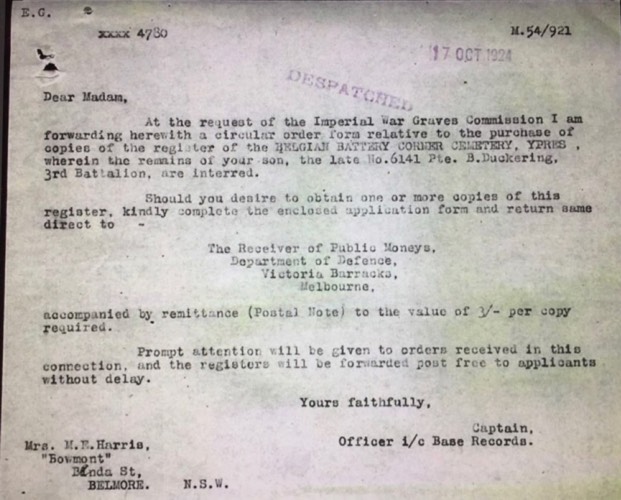 E.G.
xxxx 4780
M.54/921
17 OCT 1924
DESPATCHED
Dear Madam,
At the request of the Imperial War Graves Commission I am
forwarding herewith a circular order form relative to the purchase of
copies of the register of the BELGIAN BATTERY CORNER CEMETERY, YPRES ,
wherein the remains of your son, the late No.6141 Pte. B.Duckering,
3rd Battalion, are interred.
Should you desire to obtain one or more copies of this
register, kindly complete the enclosed application form and return same
direct to -
The Receiver of Public Moneys,
Department of Defence,
Victoria Barracks,
Melbourne,
accompanied by remittance (Postal Note) to the value of 3/- per copy
required.
Prompt attention will be given to orders received in this
connection, and the registers will be forwarded post free to applicants
without delay.
Yours faithfully,
Captain,
Officer i/c Base Records.
Mrs. M.E.Harris,
"Bowmont"
St,
BELMORE. N.S.W.